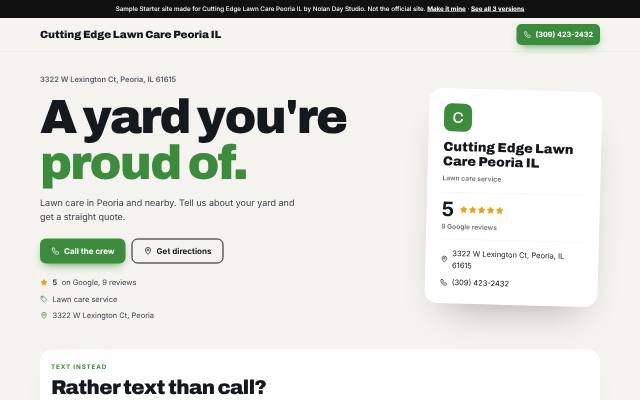 Sample Starter site made for Cutting Edge Lawn Care Peoria IL by Nolan Day Studio. Not the official site. Make it mine · See all 3 versions
Cutting Edge Lawn Care Peoria IL
(309) 423-2432
3322 W Lexington Ct, Peoria, IL 61615
A yard you're
proud of.
Lawn care in Peoria and nearby. Tell us about your yard and
get a straight quote.
Call the crew
Get directions
5 on Google, 9 reviews
Lawn care service
3322 W Lexington Ct, Peoria
C
Cutting Edge Lawn
Care Peoria IL
Lawn care service
5
9 Google reviews
3322 W Lexington Ct, Peoria, IL
61615
(309) 423-2432
TEXT INSTEAD
Rather text than call?